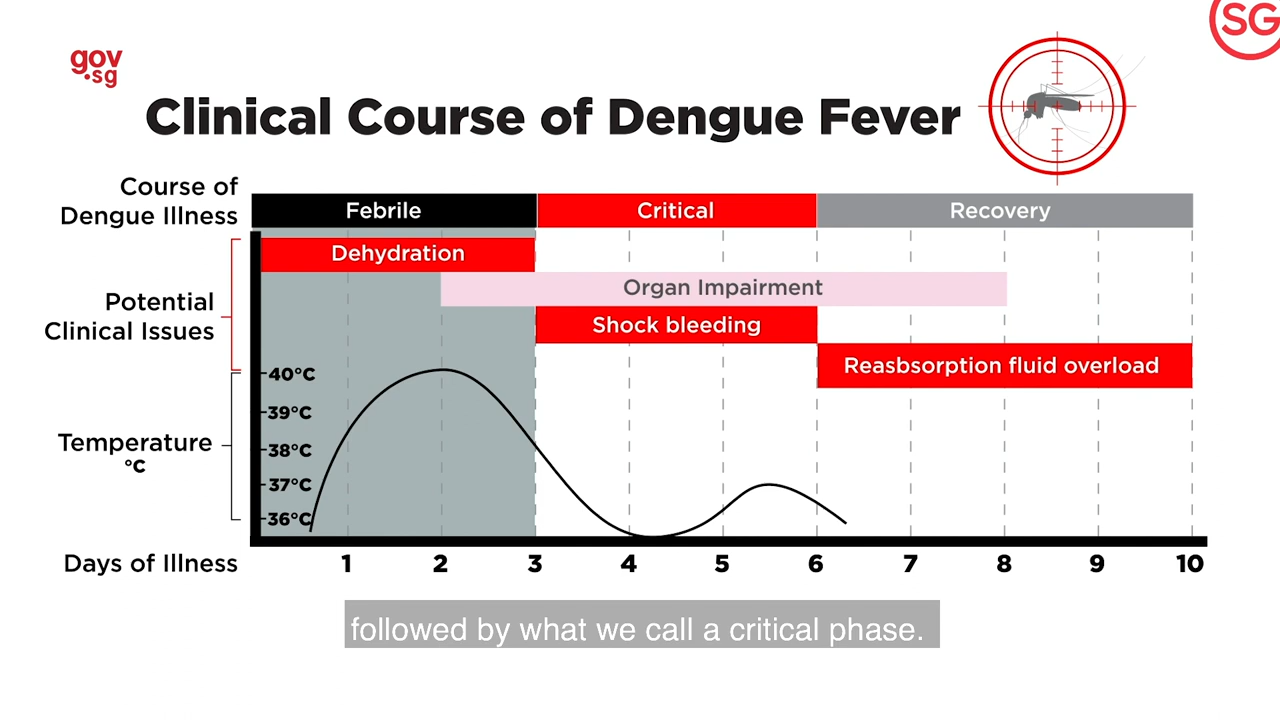 SG
gov
.sg
Clinical Course of Dengue Fever
Course of
Dengue Illness
Febrile
Critical
Recovery
Potential
Clinical Issues
Dehydration
Organ Impairment
Shock bleeding
Reasbsorption fluid overload
Temperature
°C
40°C
39°C
38°C
37°C
36°C
Days of Illness
1 2 3 4 5 6 7 8 9 10
followed by what we call a critical phase.